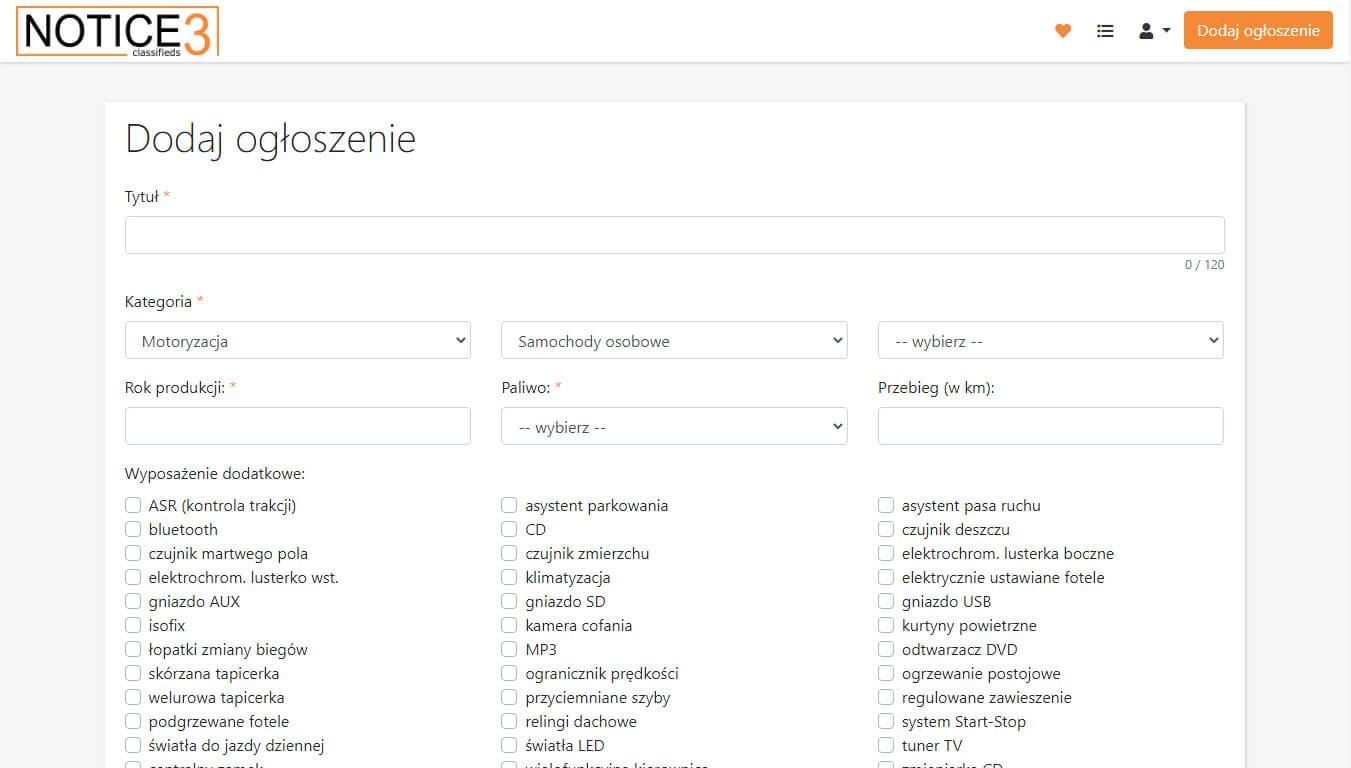 NOTICE3
classifieds
Dodaj ogłoszenie
Dodaj ogłoszenie
Tytuł *
0 / 120
Kategoria *
Motoryzacja Samochody osobowe -- wybierz --
Rok produkcji: * Paliwo: * Przebieg (w km):
-- wybierz --
Wyposażenie dodatkowe:
ASR (kontrola trakcji) asystent parkowania asystent pasa ruchu
bluetooth CD czujnik deszczu
czujnik martwego pola czujnik zmierzchu elektrochrom. lusterka boczne
elektrochrom. lusterko wst. klimatyzacja elektrycznie ustawiane fotele
gniazdo AUX gniazdo SD gniazdo USB
isofix kamera cofania kurtyny powietrzne
łopatki zmiany biegów MP3 odtwarzacz DVD
skórzana tapicerka ogranicznik prędkości ogrzewanie postojowe
welurowa tapicerka przyciemniane szyby regulowane zawieszenie
podgrzewane fotele relingi dachowe system Start-Stop
światła do jazdy dziennej światła LED tuner TV